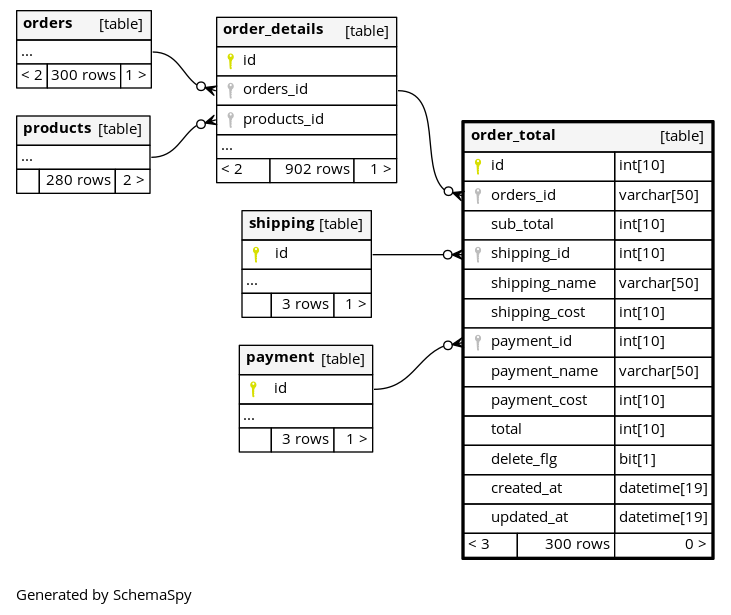 orders [table]
...
< 2 300 rows 1 >
products [table]
...
280 rows 2 >
order_details [table]
id
orders_id
products_id
...
< 2 902 rows 1 >
shipping [table]
id
...
3 rows 1 >
payment [table]
id
...
3 rows 1 >
order_total [table]
id int[10]
orders_id varchar[50]
sub_total int[10]
shipping_id int[10]
shipping_name varchar[50]
shipping_cost int[10]
payment_id int[10]
payment_name varchar[50]
payment_cost int[10]
total int[10]
delete_flg bit[1]
created_at datetime[19]
updated_at datetime[19]
< 3 300 rows 0 >
Generated by SchemaSpy